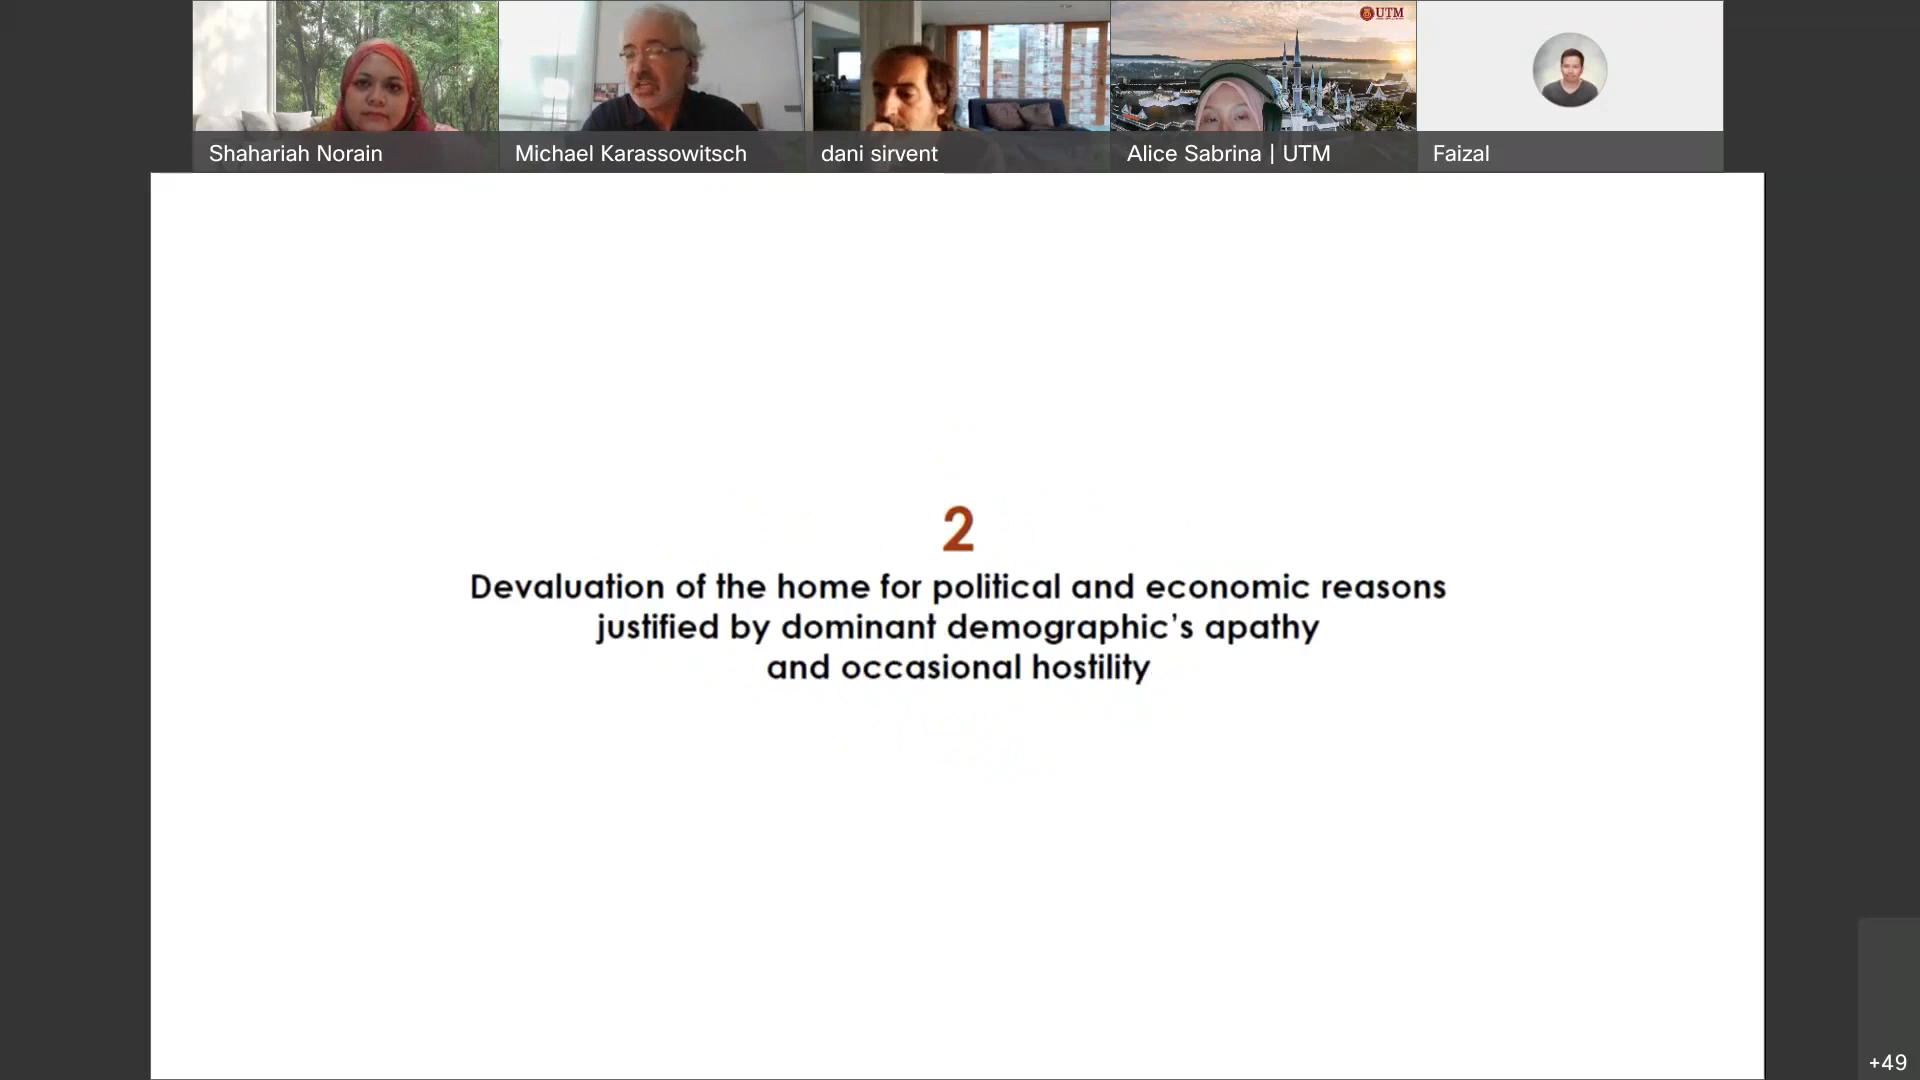 UTM
Shahariah Norain
Michael Karassowitsch
dani sirvent
Alice Sabrina | UTM
Faizal
2
Devaluation of the home for political and economic reasons
justified by dominant demographic's apathy
and occasional hostility
+49